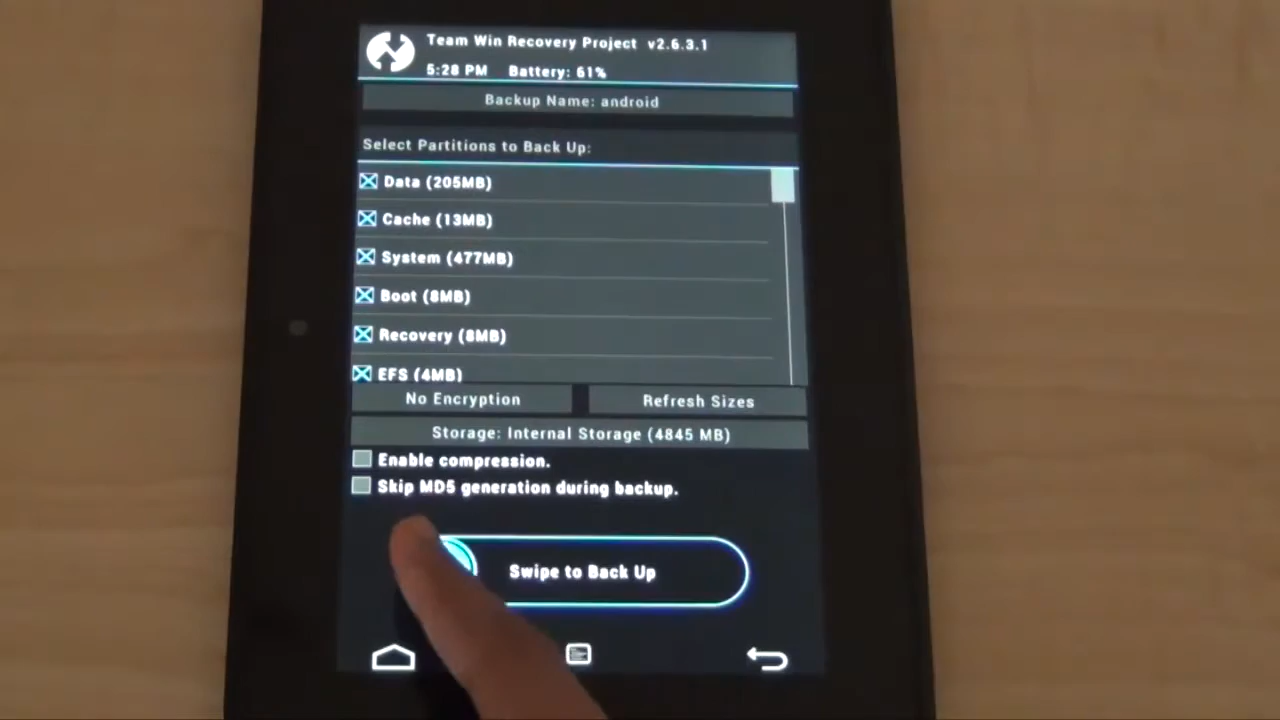 Team Win Recovery Project v2.6.3.1
5:28 PM Battery: 61%
Backup Name: android
Select Partitions to Back Up:
Data (205MB)
Cache (13MB)
System (477MB)
Boot (8MB)
Recovery (8MB)
EFS (4MB)
No Encryption Refresh Sizes
Storage: Internal Storage (4845 MB)
Enable compression.
Skip MD5 generation during backup.
Swipe to Back Up